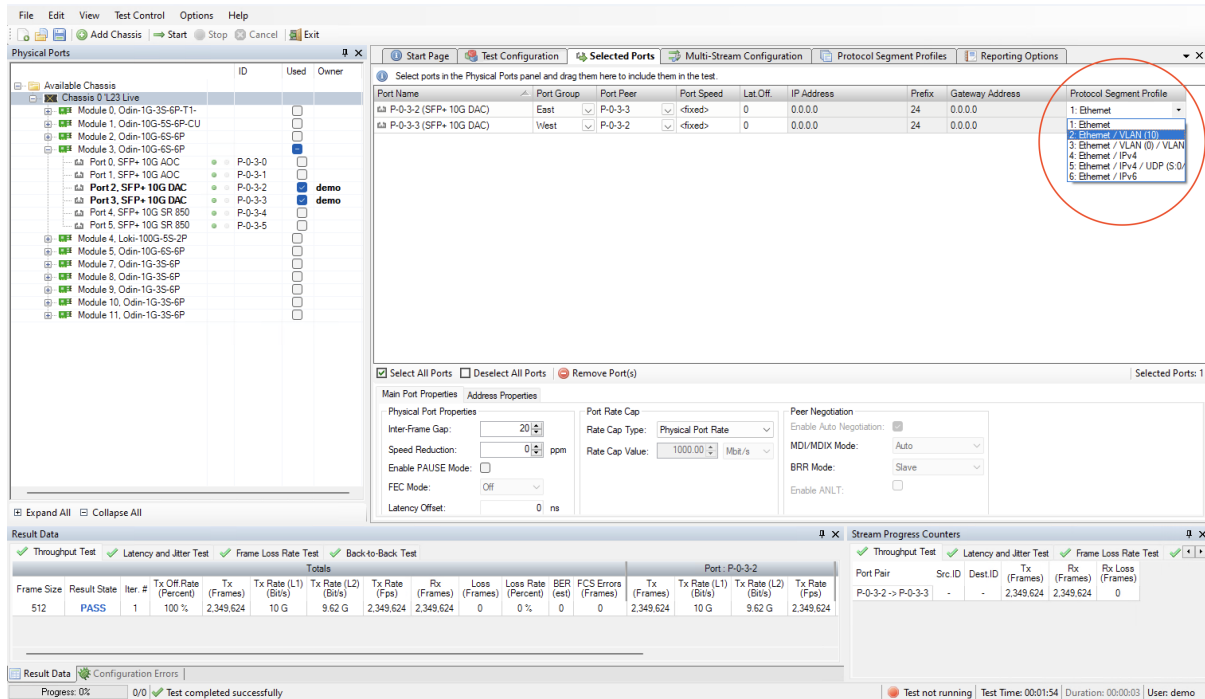 File Edit View Test Control Options Help
Add Chassis Start Stop Cancel Exit
Physical Ports
ID Used Owner
Available Chassis
Chassis 0 'L23 Live
Module 0, Odin-1G-3S-6P-T1-
Module 1, Odin-10G-5S-6P-CU
Module 2, Odin-10G-6S-6P
Module 3, Odin-10G-6S-6P
Port 0, SFP+ 10G AOC P-0-3-0
Port 1, SFP+ 10G AOC P-0-3-1
Port 2, SFP+ 10G DAC P-0-3-2 demo
Port 3, SFP+ 10G DAC P-0-3-3 demo
Port 4, SFP+ 10G SR 850 P-0-3-4
Port 5, SFP+ 10G SR 850 P-0-3-5
Module 4, Loki-100G-5S-2P
Module 5, Odin-10G-6S-6P
Module 7, Odin-1G-3S-6P
Module 8, Odin-1G-3S-6P
Module 9, Odin-1G-3S-6P
Module 10, Odin-1G-3S-6P
Module 11, Odin-1G-3S-6P
Expand All Collapse All
Start Page Test Configuration Selected Ports Multi-Stream Configuration Protocol Segment Profiles Reporting Options
Select ports in the Physical Ports panel and drag them here to include them in the test.
Port Name Port Group Port Peer Port Speed Lat.Off. IP Address Prefix Gateway Address Protocol Segment Profile
P-0-3-2 (SFP+ 10G DAC) East P-0-3-3 <fixed> 0 0.0.0.0 24 0.0.0.0 1: Ethernet
P-0-3-3 (SFP+ 10G DAC) West P-0-3-2 <fixed> 0 0.0.0.0 24 0.0.0.0
1: Ethernet
2: Ethernet / VLAN (10)
3: Ethernet / VLAN (0) / VLAN
4: Ethernet / IPv4
5: Ethernet / IPv4 / UDP (S:0/
6: Ethernet / IPv6
Select All Ports Deselect All Ports Remove Port(s) Selected Ports: 1
Main Port Properties Address Properties
Physical Port Properties
Inter-Frame Gap: 20
Speed Reduction: 0 ppm
Enable PAUSE Mode:
FEC Mode: Off
Latency Offset: 0 ns
Port Rate Cap
Rate Cap Type: Physical Port Rate
Rate Cap Value: 1000.00 Mbit/s
Peer Negotiation
Enable Auto Negotiation:
MDI/MDIX Mode: Auto
BRR Mode: Slave
Enable ANLT:
Result Data
Throughput Test Latency and Jitter Test Frame Loss Rate Test Back-to-Back Test
Totals Port : P-0-3-2
Frame Size Result State Iter. # Tx Off.Rate (Percent) Tx (Frames) Tx Rate (L1) (Bit/s) Tx Rate (L2) (Bit/s) Tx Rate (Fps) Rx (Frames) Loss (Frames) Loss Rate (Percent) BER (est) FCS Errors (Frames) Tx (Frames) Tx Rate (L1) (Bit/s) Tx Rate (L2) (Bit/s) Tx Rate (Fps)
512 PASS 1 100 % 2,349,624 10 G 9.62 G 2,349,624 2,349,624 0 0 % 0 0 2,349,624 10 G 9.62 G 2,349,624
Result Data Configuration Errors
Stream Progress Counters
Throughput Test Latency and Jitter Test Frame Loss Rate Test
Port Pair Src.ID Dest.ID Tx (Frames) Rx (Frames) Rx Loss (Frames)
P-0-3-2 -> P-0-3-3 - - 2,349,624 2,349,624 0
Progress: 0% 0/0 Test completed successfully Test not running Test Time: 00:01:54 Duration: 00:00:03 User: demo